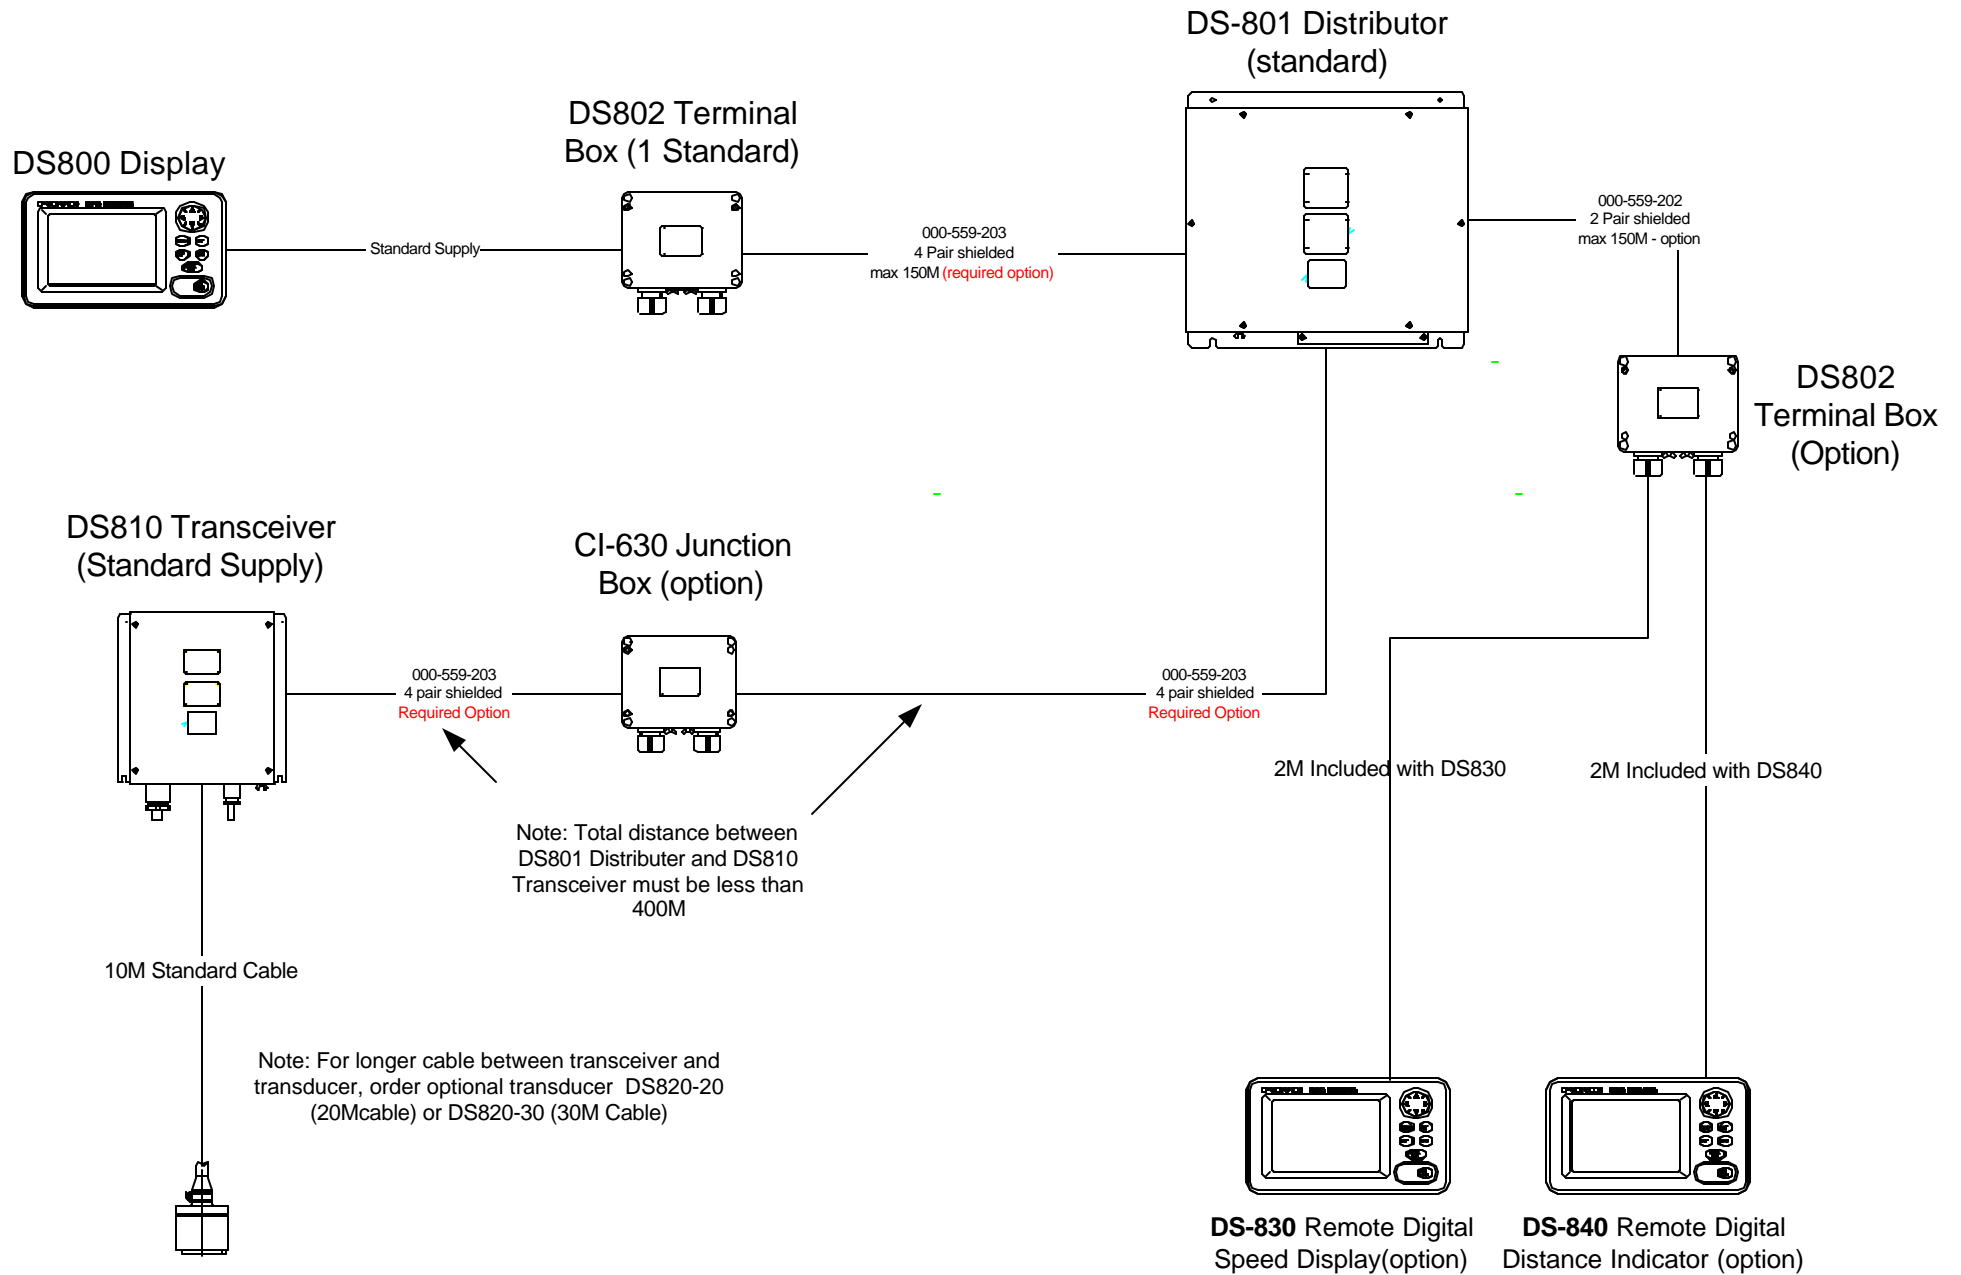 DS-801 Distributor
(standard)
DS802 Terminal
Box (1 Standard)
DS800 Display
Standard Supply
000-559-203
4 Pair shielded
max 150M (required option)
000-559-202
2 Pair shielded
max 150M - option
DS802
Terminal Box
(Option)
DS810 Transceiver
(Standard Supply)
CI-630 Junction
Box (option)
000-559-203
4 pair shielded
Required Option
000-559-203
4 pair shielded
Required Option
2M Included with DS830
2M Included with DS840
Note: Total distance between
DS801 Distributer and DS810
Transceiver must be less than
400M
10M Standard Cable
Note: For longer cable between transceiver and
transducer, order optional transducer DS820-20
(20Mcable) or DS820-30 (30M Cable)
DS-830 Remote Digital
Speed Display(option)
DS-840 Remote Digital
Distance Indicator (option)